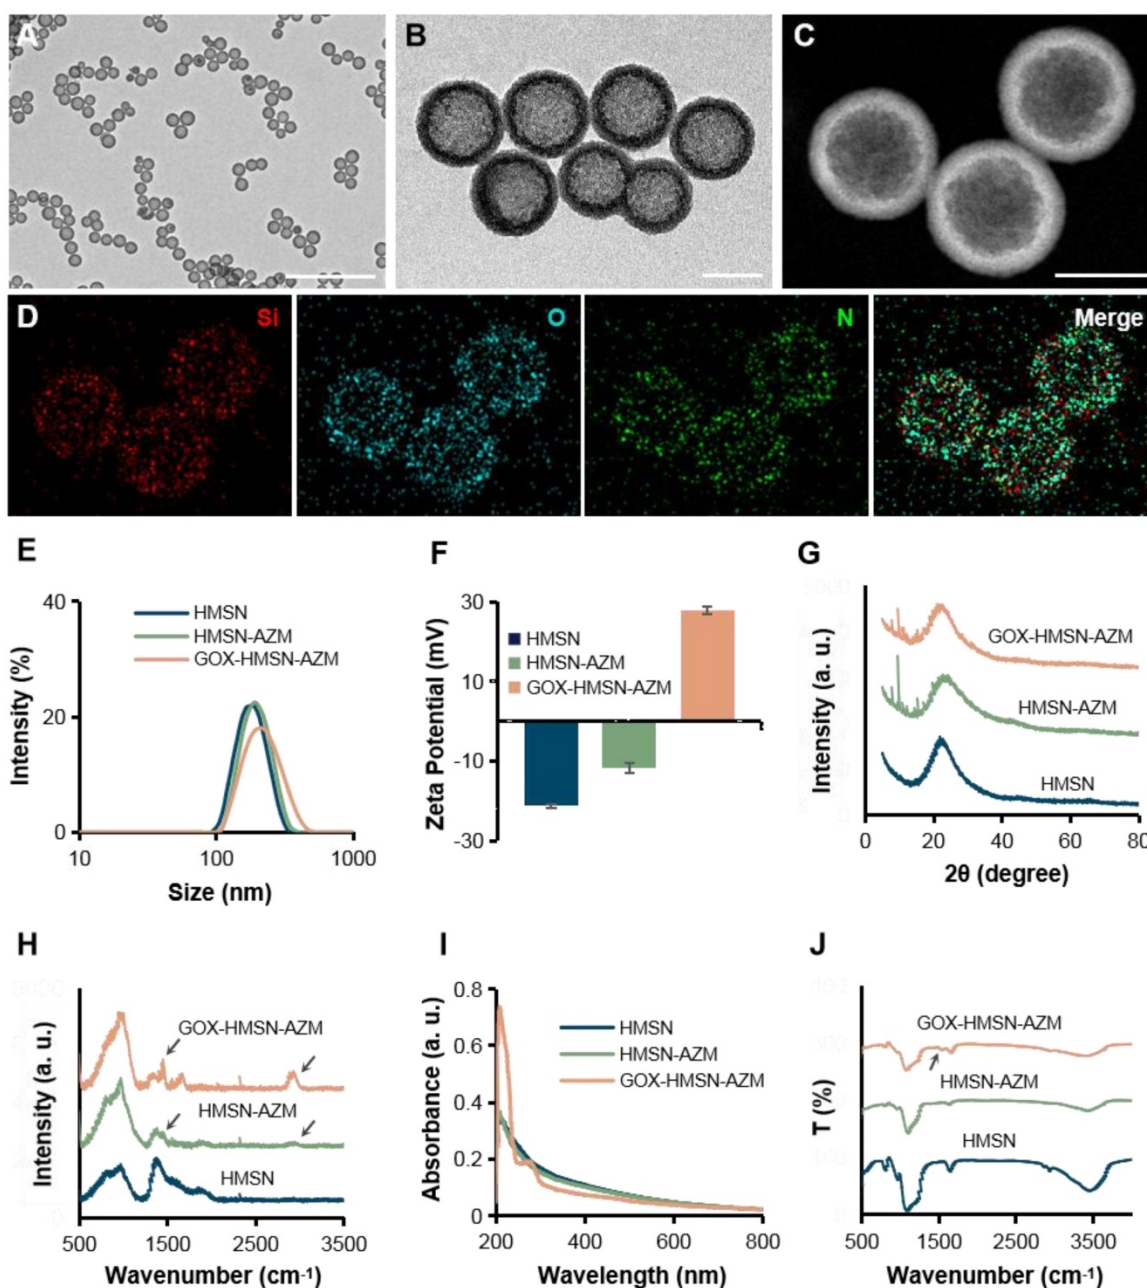 A
B
C
D
Si
O
N
Merge
E
Intensity (%)
40
20
0
10
100
1000
Size (nm)
HMSN
HMSN-AZM
GOX-HMSN-AZM
F
Zeta Potential (mV)
30
10
-10
-30
HMSN
HMSN-AZM
GOX-HMSN-AZM
G
Intensity (a. u.)
GOX-HMSN-AZM
HMSN-AZM
HMSN
0
20
40
60
80
2θ (degree)
H
Intensity (a. u.)
GOX-HMSN-AZM
HMSN-AZM
HMSN
500
1500
2500
3500
Wavenumber (cm-1)
I
Absorbance (a. u.)
0.8
0.6
0.4
0.2
0
200
400
600
800
Wavelength (nm)
HMSN
HMSN-AZM
GOX-HMSN-AZM
J
T (%)
GOX-HMSN-AZM
HMSN-AZM
HMSN
500
1500
2500
3500
Wavenumber (cm-1)